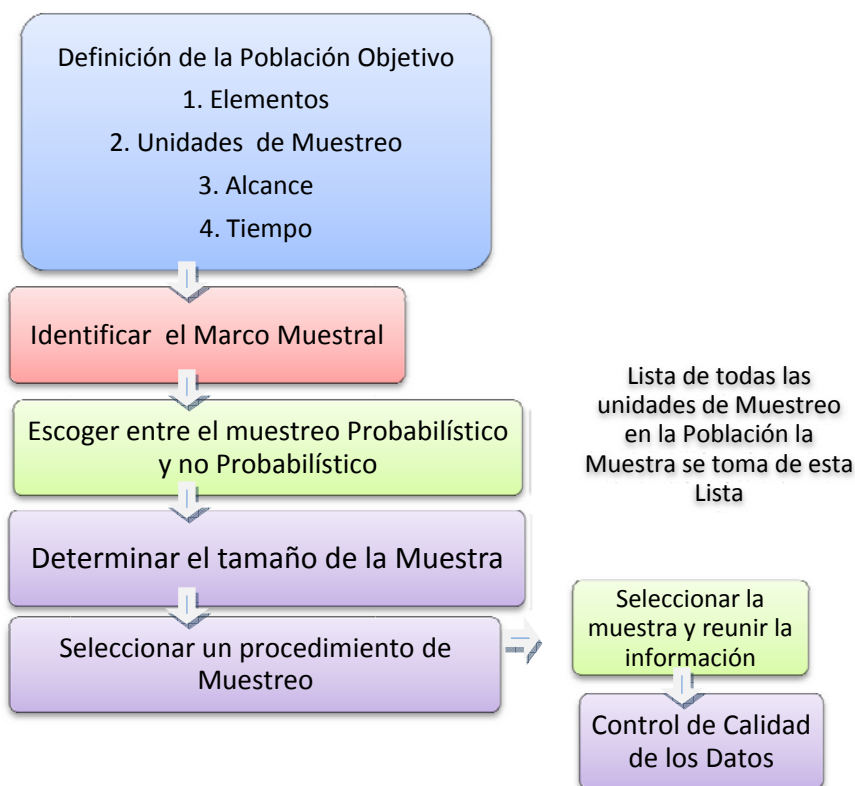 Definición de la Población Objetivo
1. Elementos
2. Unidades de Muestreo
3. Alcance
4. Tiempo
Identificar el Marco Muestral
Escoger entre el muestreo Probabilístico
y no Probabilístico
Lista de todas las
unidades de Muestreo
en la Población la
Muestra se toma de esta
Lista
Determinar el tamaño de la Muestra
Seleccionar un procedimiento de
Muestreo
Seleccionar la
muestra y reunir la
información
Control de Calidad
de los Datos